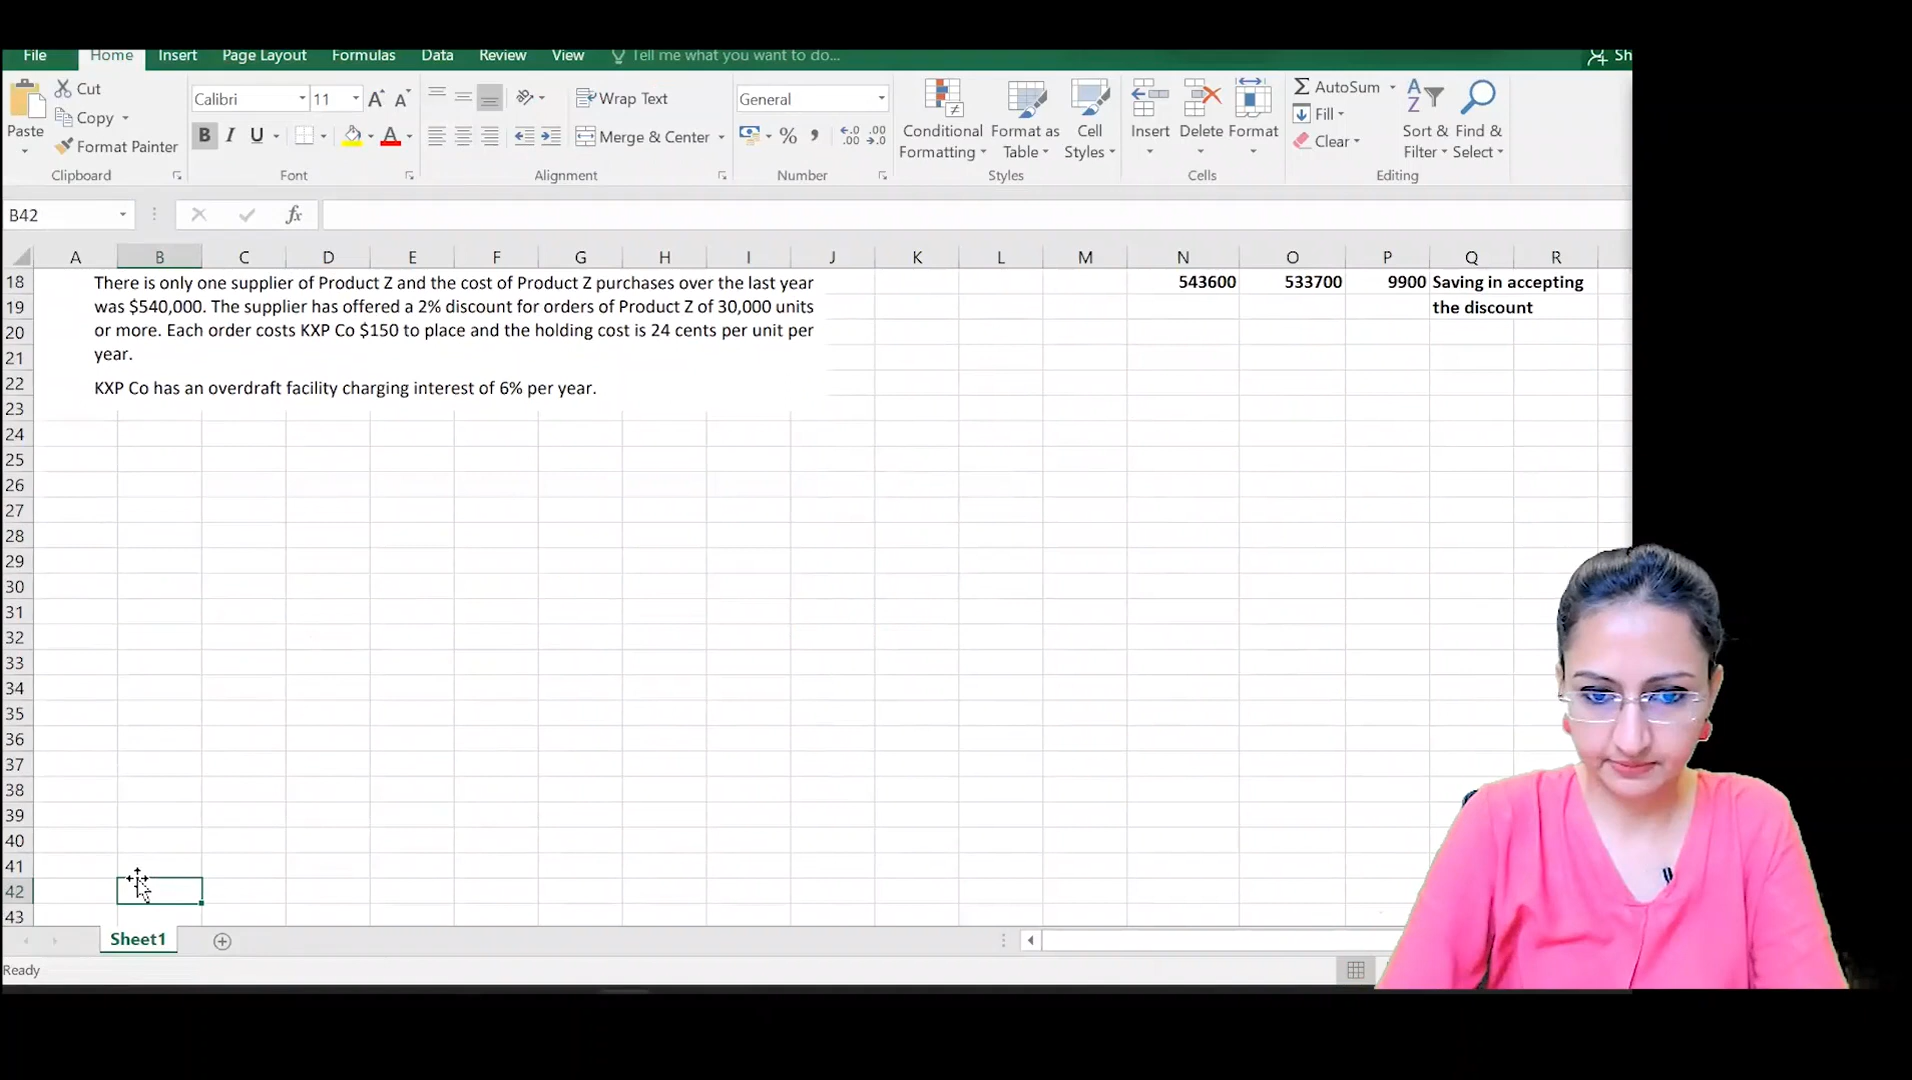 File Home Insert Page Layout Formulas Data Review View Tell me what you want to do... Sh
Cut
Copy
Format Painter
Paste
Clipboard
Calibri 11 A A
B I U A
Font
Wrap Text
Merge & Center
Alignment
General
% , .0 .00 .00 .0
Number
Conditional Formatting
Format as Table
Cell Styles
Styles
Insert Delete Format
Cells
AutoSum
Fill
Clear
Sort & Filter
Find & Select
Editing
B42 fx
A B C D E F G H I J K L M N O P Q R
18 There is only one supplier of Product Z and the cost of Product Z purchases over the last year 543600 533700 9900 Saving in accepting
19 was $540,000. The supplier has offered a 2% discount for orders of Product Z of 30,000 units the discount
20 or more. Each order costs KXP Co $150 to place and the holding cost is 24 cents per unit per
21 year.
22 KXP Co has an overdraft facility charging interest of 6% per year.
23
24
25
26
27
28
29
30
31
32
33
34
35
36
37
38
39
40
41
42
43
Sheet1
Ready